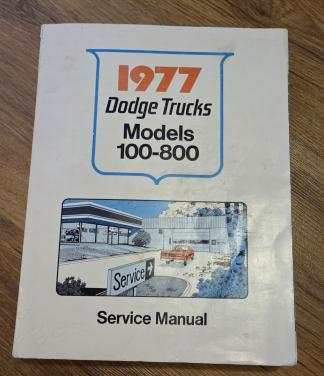 1977
Dodge Trucks
Models
100-800
Service
Service Manual